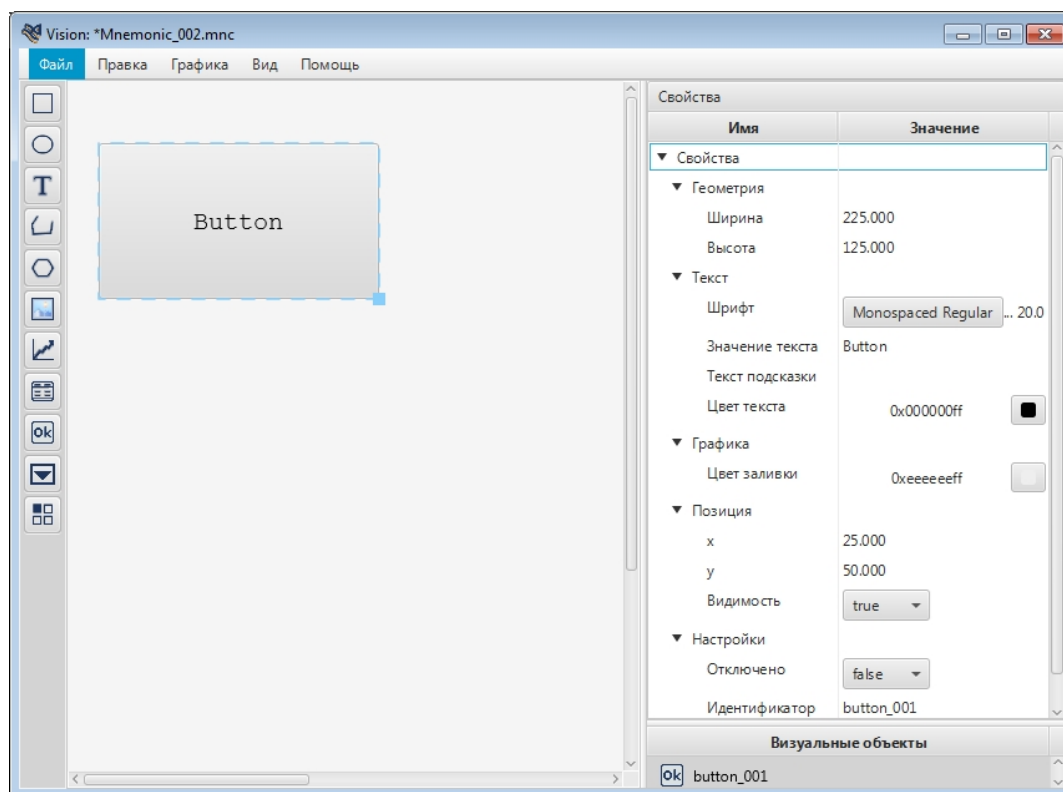 Vision: *Mnemonic_002.mnc
Файл Правка Графика Вид Помощь
T
Ok
Button
Свойства
Имя Значение
Свойства
Геометрия
Ширина 225.000
Высота 125.000
Текст
Шрифт Monospaced Regular ... 20.0
Значение текста Button
Текст подсказки
Цвет текста 0x000000ff
Графика
Цвет заливки 0xeeeeeeff
Позиция
x 25.000
y 50.000
Видимость true
Настройки
Отключено false
Идентификатор button_001
Визуальные объекты
Ok button_001